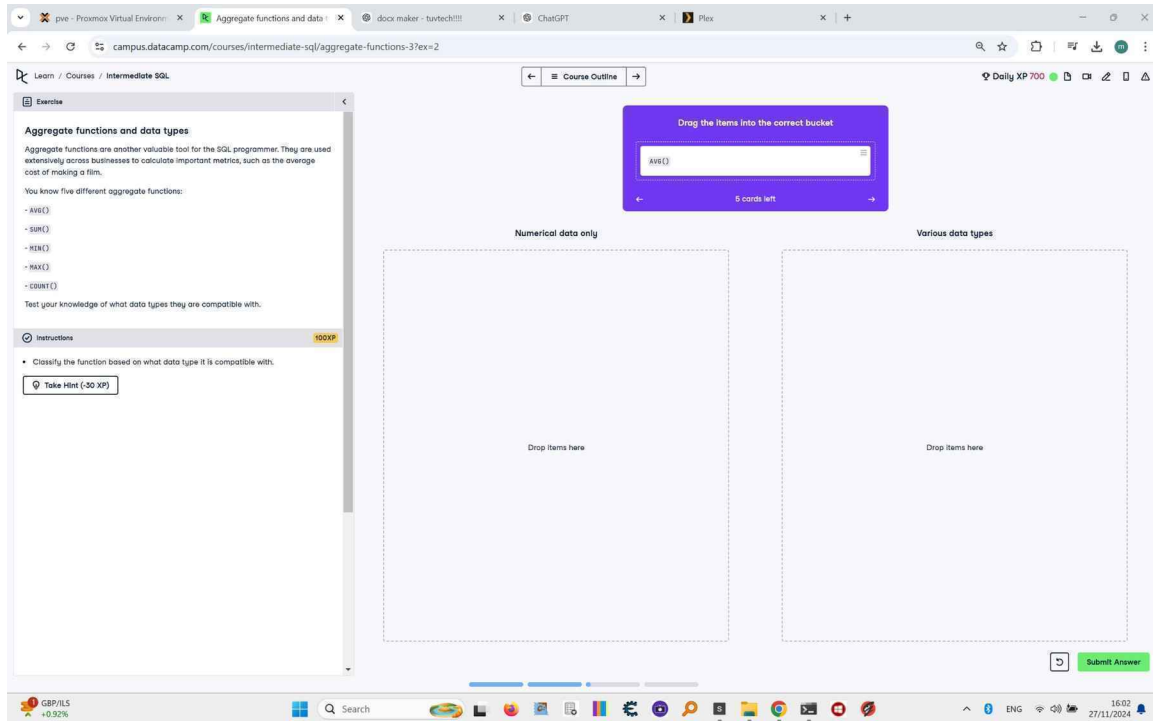 pve - Proxmox Virtual Environm
Aggregate functions and data t
docx maker - tuvtech!!!!
ChatGPT
Plex
campus.datacamp.com/courses/intermediate-sql/aggregate-functions-3?ex=2
m
Learn / Courses / Intermediate SQL
Course Outline
Daily XP 700
Exercise
Aggregate functions and data types
Aggregate functions are another valuable tool for the SQL programmer. They are used
extensively across businesses to calculate important metrics, such as the average
cost of making a film.
You know five different aggregate functions:
- AVG()
- SUM()
- MIN()
- MAX()
- COUNT()
Test your knowledge of what data types they are compatible with.
Instructions
100XP
• Classify the function based on what data type it is compatible with.
Take Hint (-30 XP)
Drag the items into the correct bucket
AVG()
5 cards left
Numerical data only
Various data types
Drop items here
Drop items here
Submit Answer
GBP/ILS
+0.92%
Search
ENG
16:02
27/11/2024